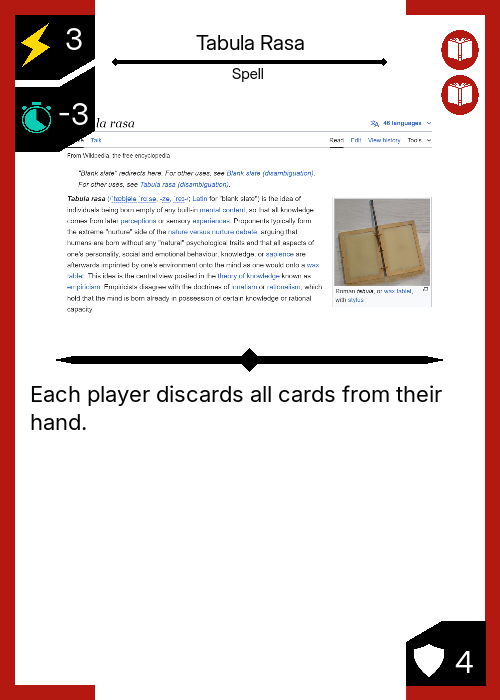 3
Tabula Rasa
Spell
-3
la rasa
46 languages
Talk
Read Edit View history Tools
From Wikipedia, the free encyclopedia
"Blank slate" redirects here. For other uses, see Blank slate (disambiguation).
For other uses, see Tabula rasa (disambiguation).
Tabula rasa (/ˈtæbjələ ˈrɑːsə, -zə, ˈreɪ-/; Latin for "blank slate") is the idea of
individuals being born empty of any built-in mental content, so that all knowledge
comes from later perceptions or sensory experiences. Proponents typically form
the extreme "nurture" side of the nature versus nurture debate, arguing that
humans are born without any "natural" psychological traits and that all aspects of
one's personality, social and emotional behaviour, knowledge, or sapience are
afterwards imprinted by one's environment onto the mind as one would onto a wax
tablet. This idea is the central view posited in the theory of knowledge known as
empiricism. Empiricists disagree with the doctrines of innatism or rationalism, which
hold that the mind is born already in possession of certain knowledge or rational
capacity.
Roman tabula, or wax tablet,
with stylus
Each player discards all cards from their
hand.
4